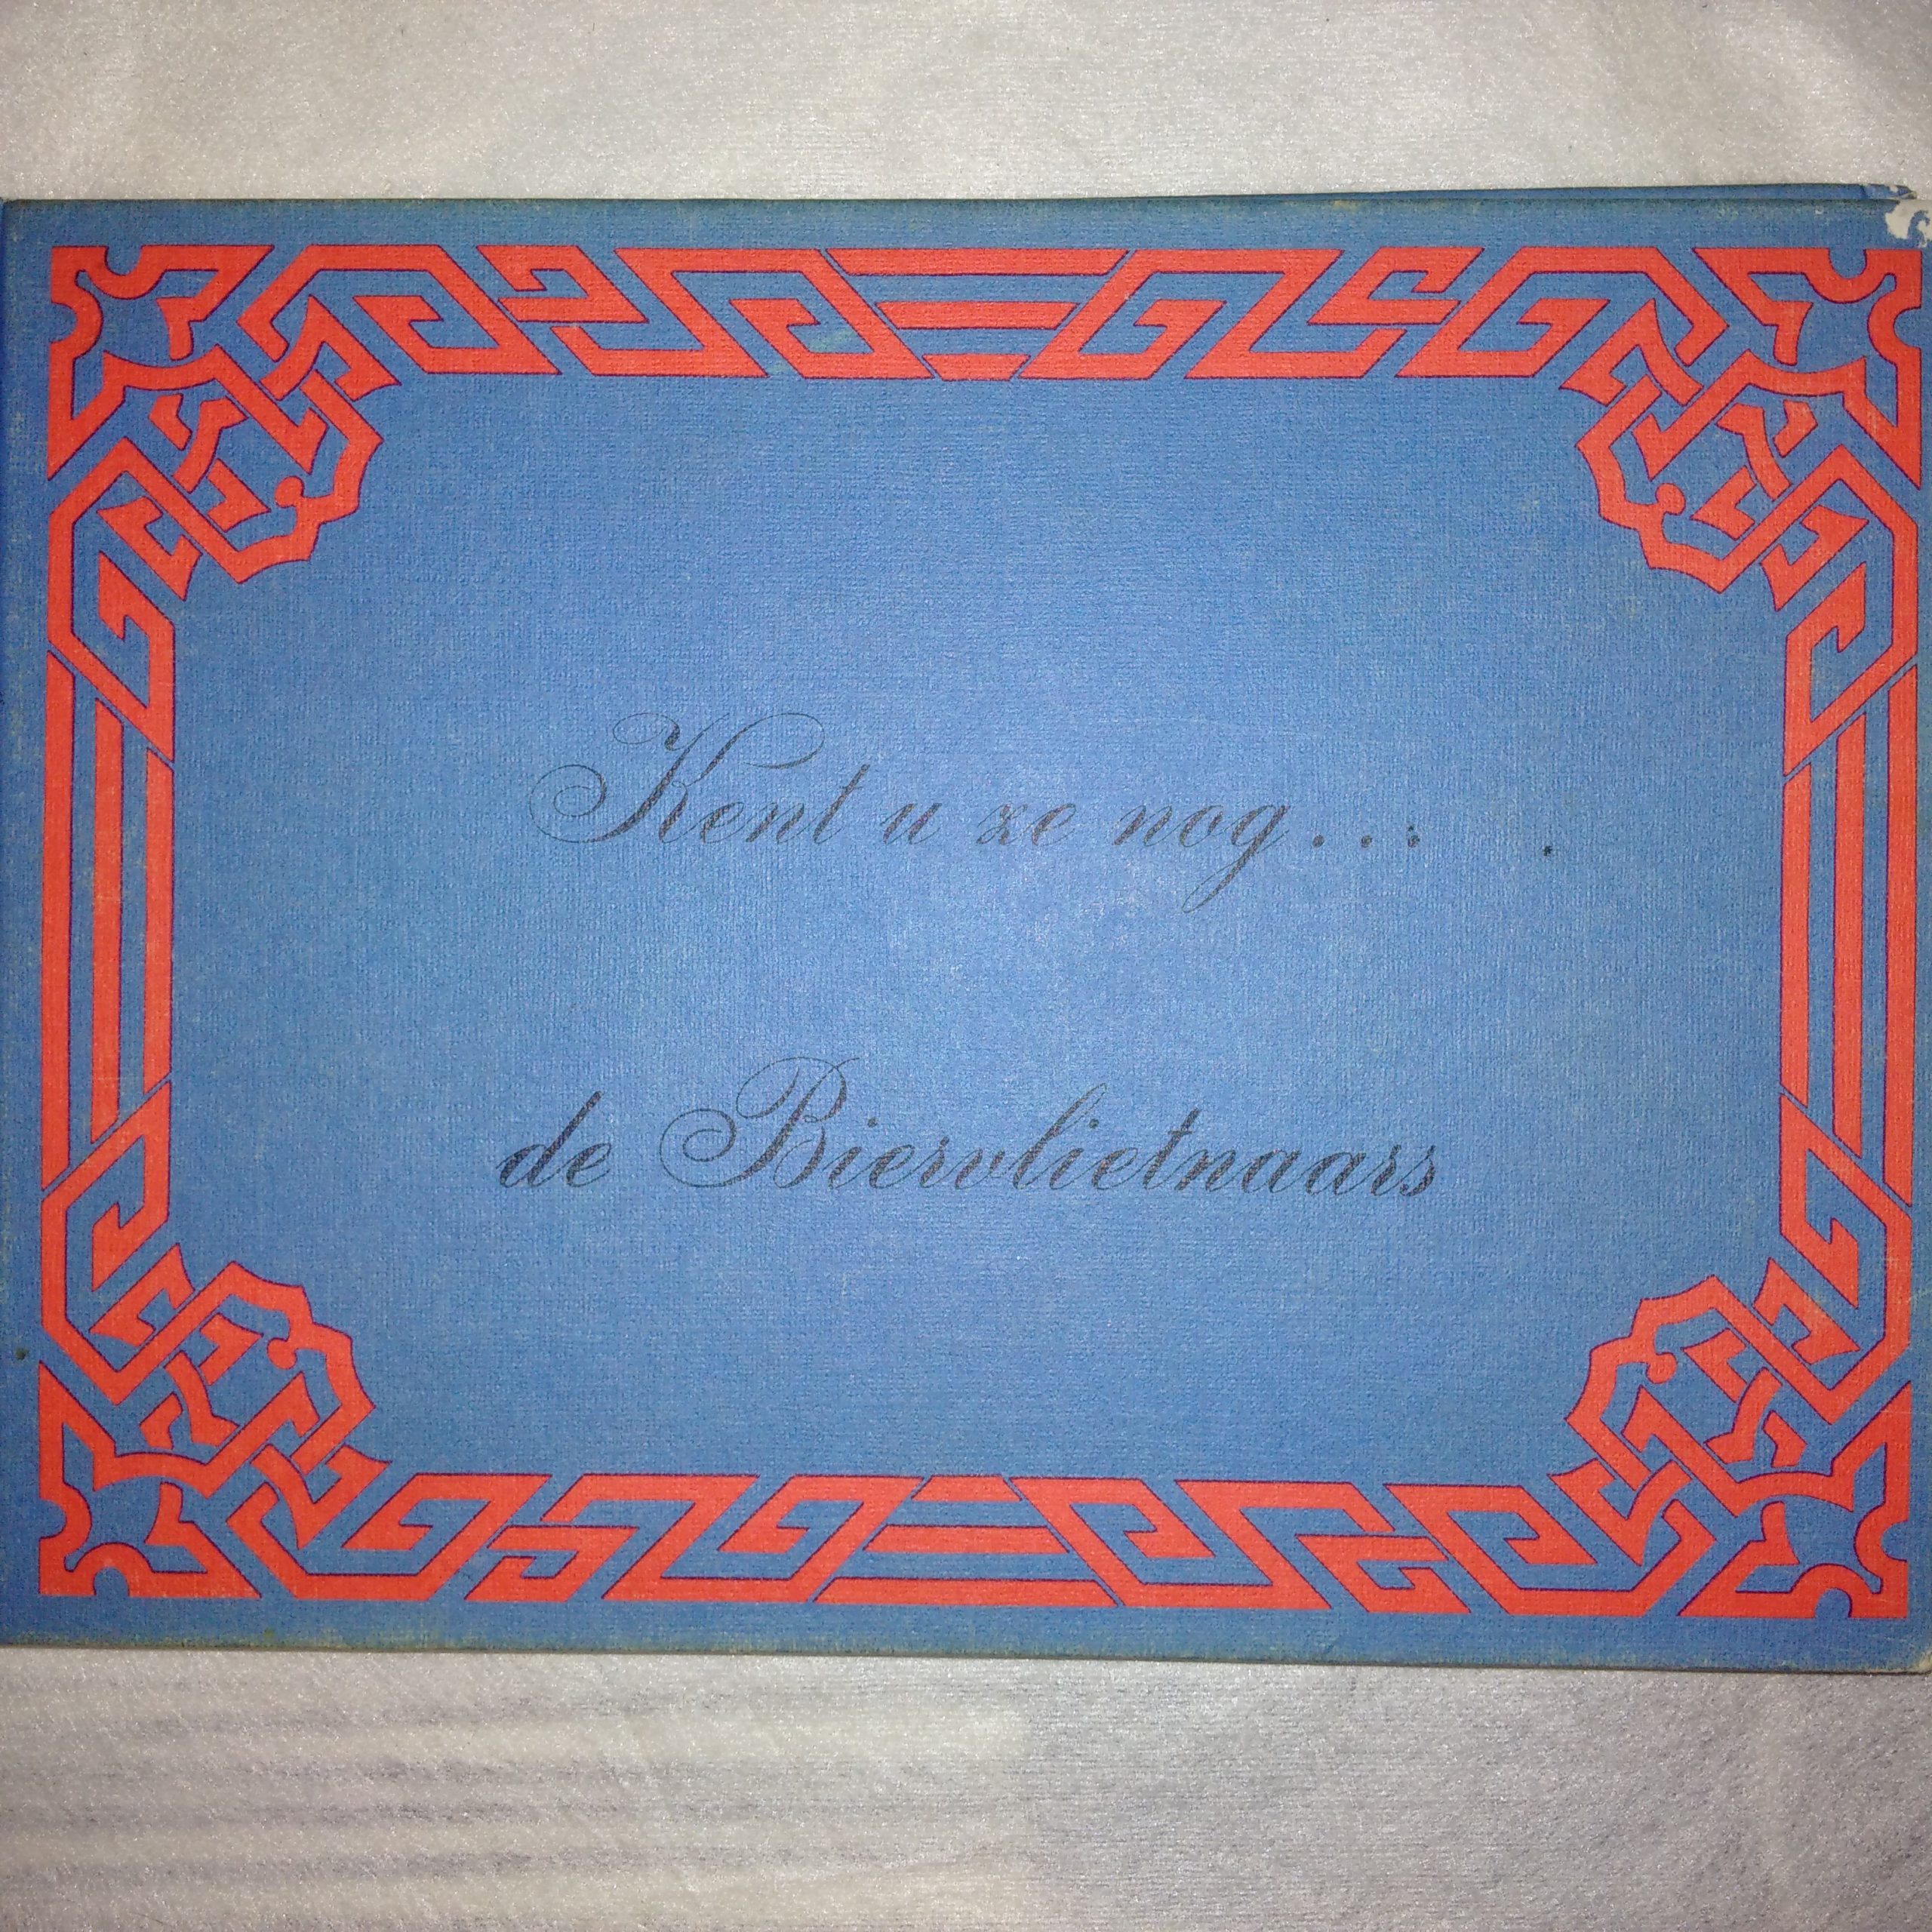 Kent u ze nog...
de Biervlietnaars